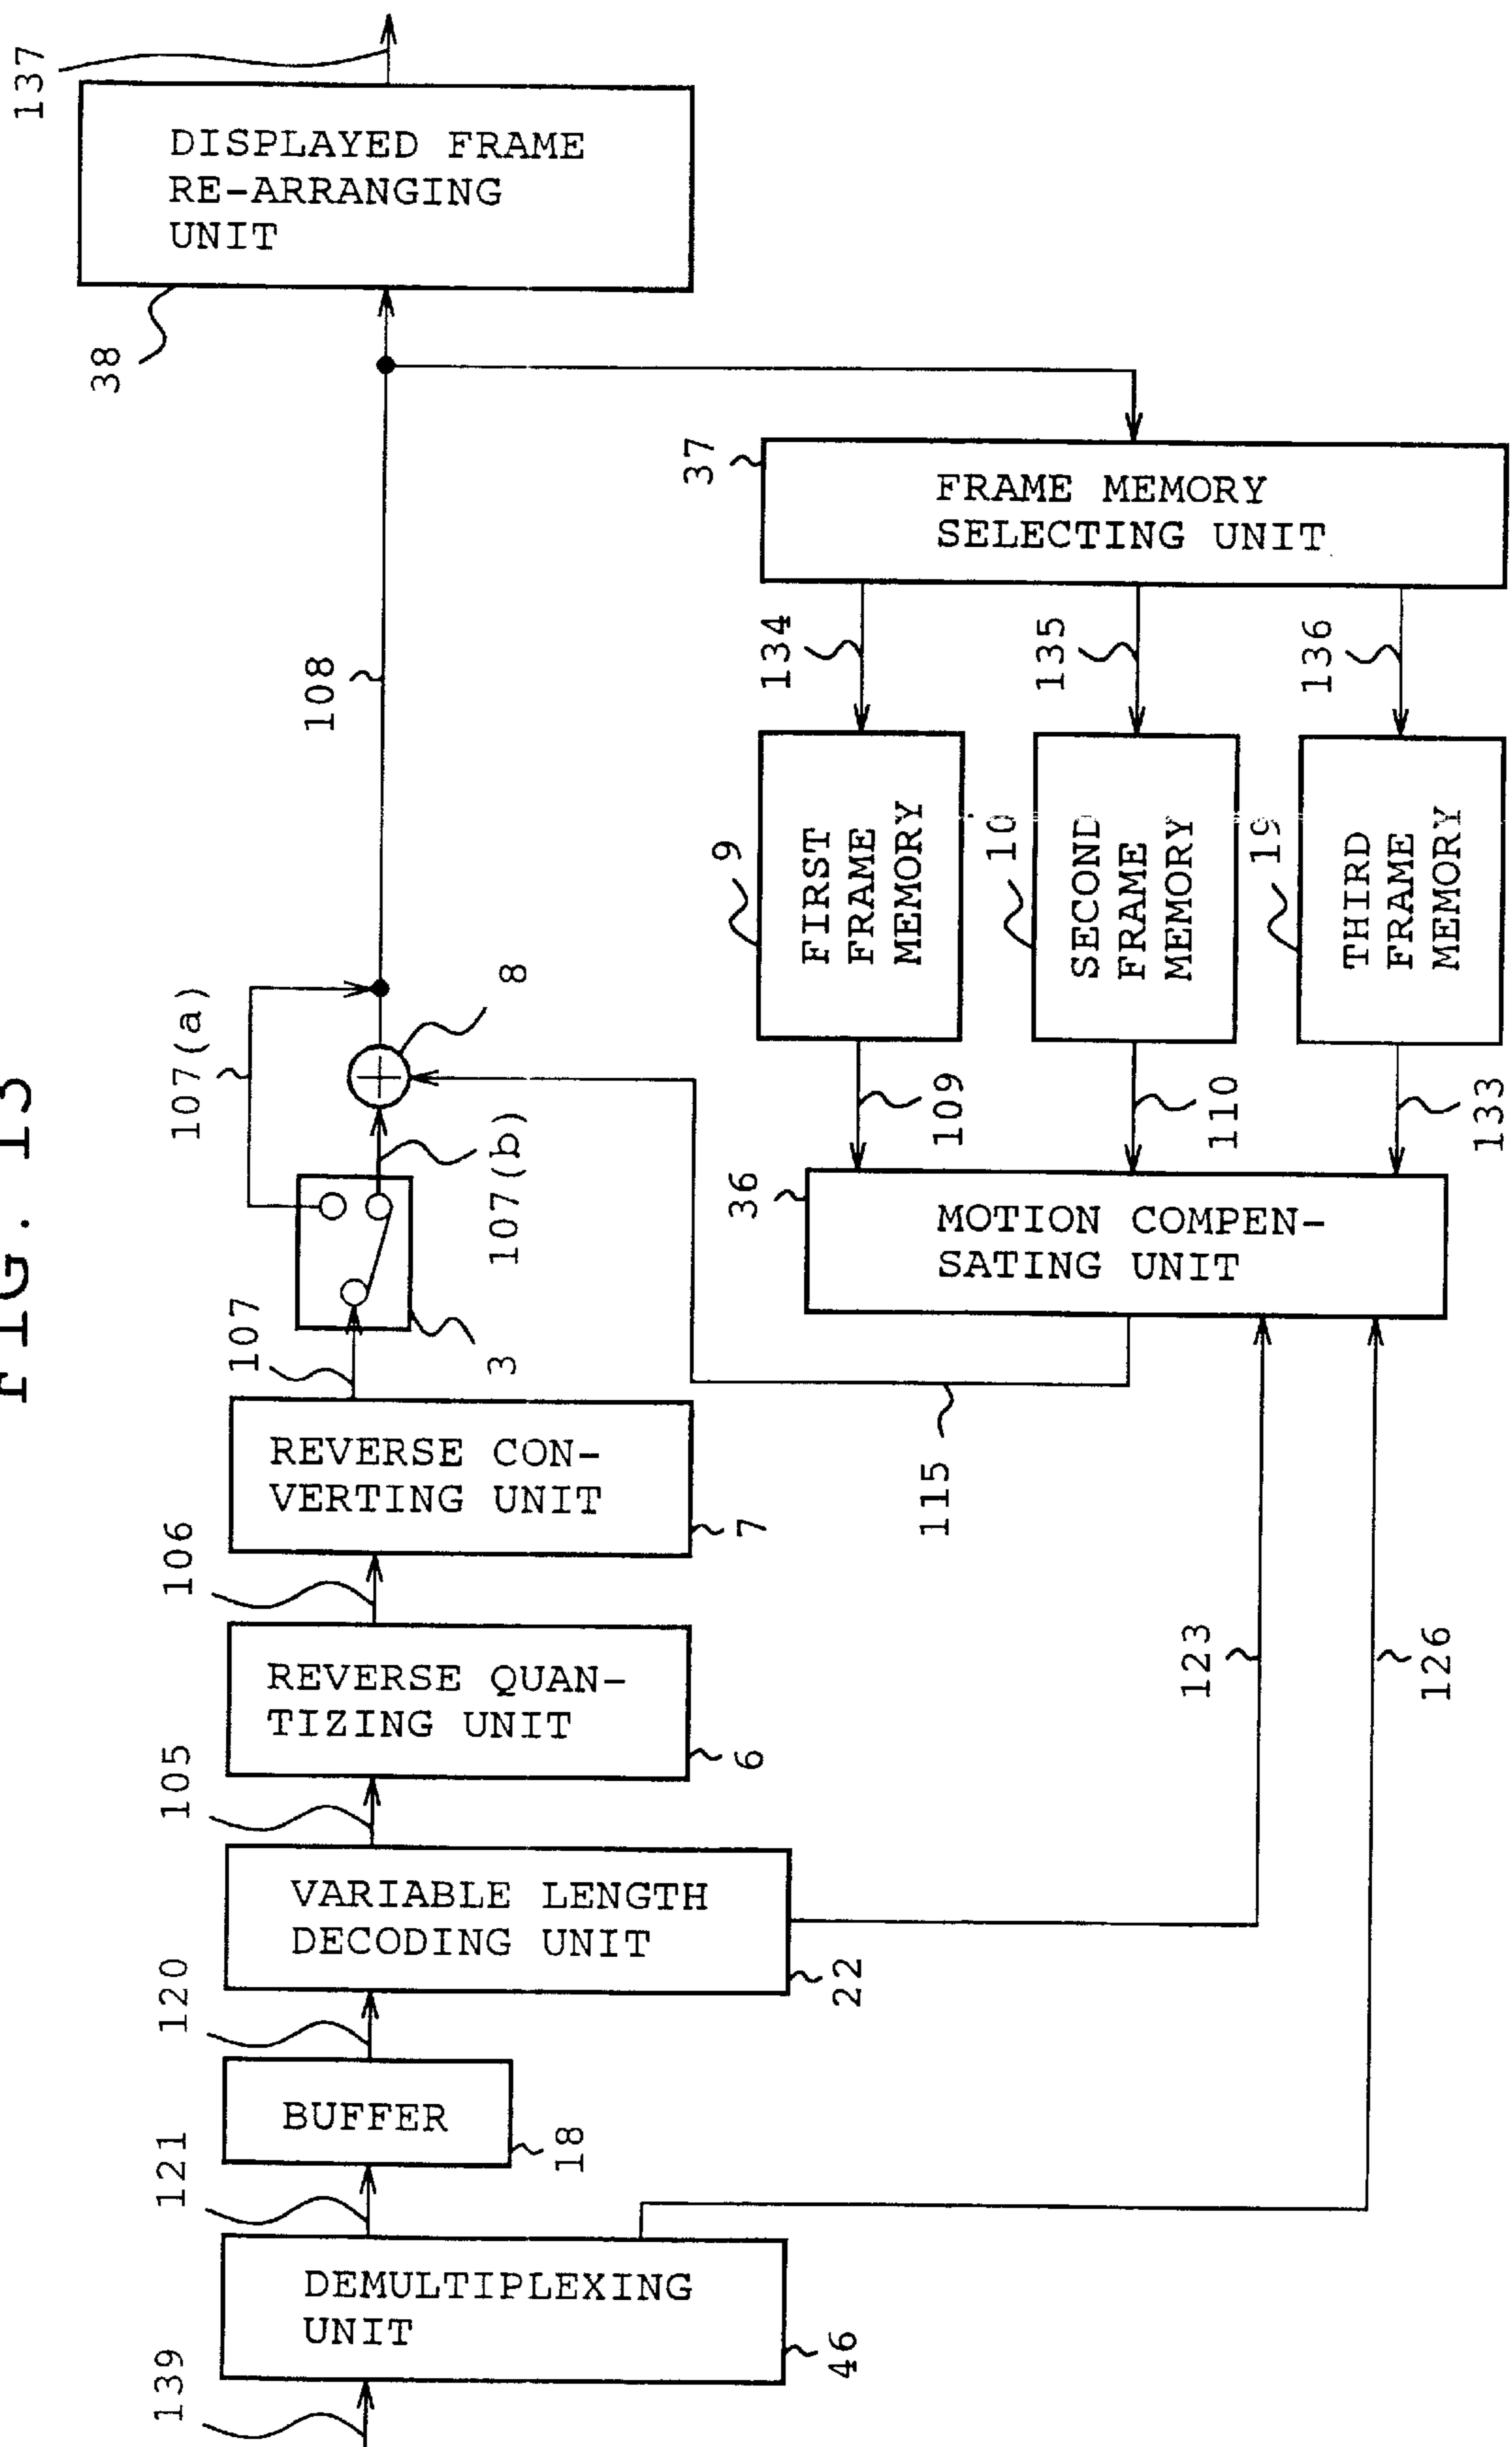 FIG. 13
137
DISPLAYED FRAME
RE-ARRANGING
UNIT
38
37
FRAME MEMORY
SELECTING UNIT
108
134
135
136
9
FIRST
FRAME
MEMORY
10
SECOND
FRAME
MEMORY
19
THIRD
FRAME
MEMORY
107(a)
8
107(b)
109
110
133
36
MOTION COMPEN-
SATING UNIT
107
3
REVERSE CON-
VERTING UNIT
7
115
106
REVERSE QUAN-
TIZING UNIT
6
123
126
105
VARIABLE LENGTH
DECODING UNIT
22
120
BUFFER
18
121
DEMULTIPLEXING
UNIT
46
139